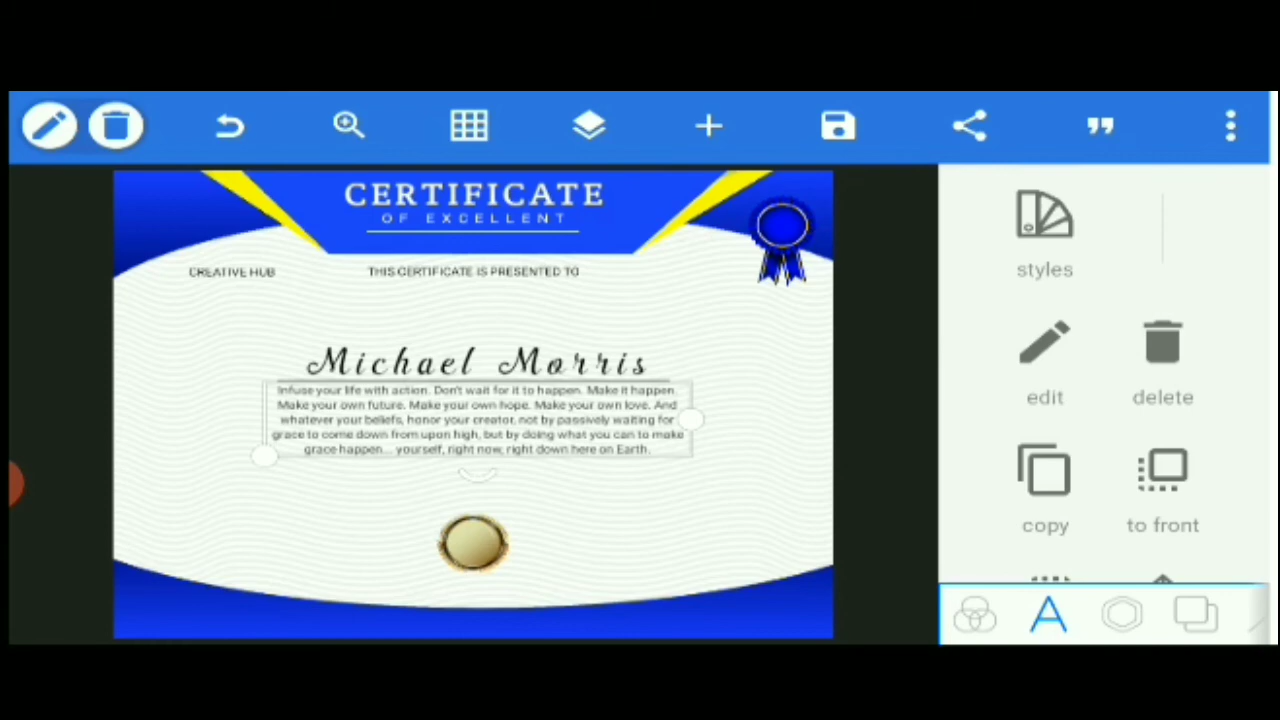 CERTIFICATE
OF EXCELLENT
CREATIVE HUB
THIS CERTIFICATE IS PRESENTED TO
Michael Morris
Infuse your life with action. Don't wait for it to happen. Make it happen.
Make your own future. Make your own hope. Make your own love. And
whatever your beliefs, honor your creator, not by passively waiting for
grace to come down from upon high, but by doing what you can to make
grace happen... yourself, right now, right down here on Earth.
styles
edit
delete
copy
to front